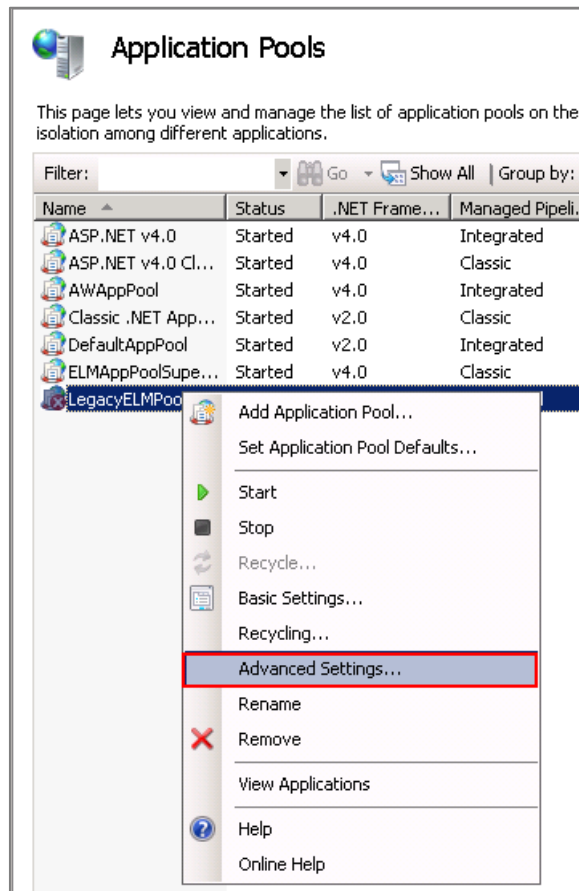 Application Pools
This page lets you view and manage the list of application pools on the
isolation among different applications.
Filter: Go Show All Group by:
Name Status .NET Frame... Managed Pipeli.
ASP.NET v4.0 Started v4.0 Integrated
ASP.NET v4.0 Cl... Started v4.0 Classic
AWAppPool Started v4.0 Integrated
Classic .NET App... Started v2.0 Classic
DefaultAppPool Started v2.0 Integrated
ELMAppPoolSupe... Started v4.0 Classic
LegacyELMPoo
Add Application Pool...
Set Application Pool Defaults...
Start
Stop
Recycle...
Basic Settings...
Recycling...
Advanced Settings...
Rename
Remove
View Applications
Help
Online Help